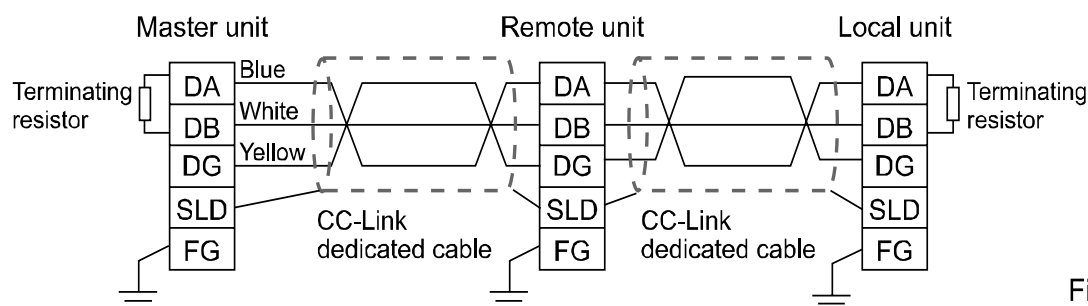 Master unit
Remote unit
Local unit
Terminating
resistor
DA
DB
DG
SLD
FG
Blue
White
Yellow
CC-Link
dedicated cable
DA
DB
DG
SLD
FG
CC-Link
dedicated cable
DA
DB
DG
SLD
FG
Terminating
resistor